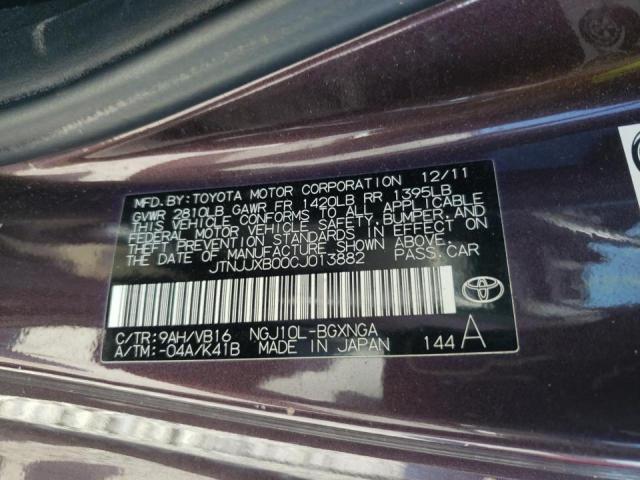 MFD. BY: TOYOTA MOTOR CORPORATION 12/11
GVWR 2810LB GAWR FR 1420LB RR 1395LB
THIS VEHICLE CONFORMS TO ALL APPLICABLE
FEDERAL MOTOR VEHICLE SAFETY, BUMPER, AND
THEFT PREVENTION STANDARDS IN EFFECT ON
THE DATE OF MANUFACTURE SHOWN ABOVE.
JTNJJXB00CJ013882 PASS. CAR
C/TR: 9AH/VB16 NGJ10L-BGXNGA
A/TM: -04A/K41B MADE IN JAPAN 144 A